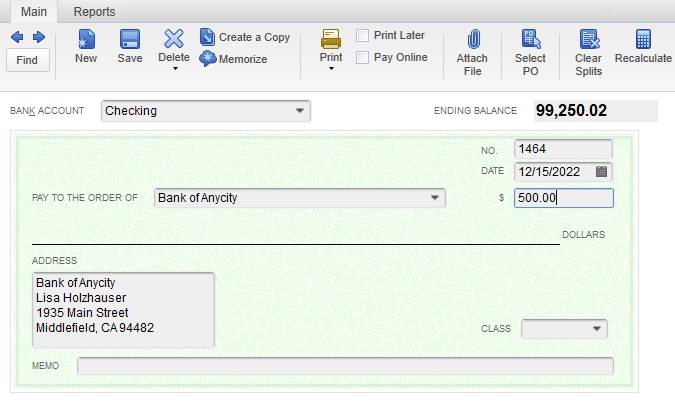 Main Reports
Create a Copy
Print Later
Memorize
Pay Online
Find New Save Delete Print Attach File Select PO Clear Splits Recalculate
BANK ACCOUNT Checking ENDING BALANCE 99,250.02
NO. 1464
DATE 12/15/2022
PAY TO THE ORDER OF Bank of Anycity $ 500.00
DOLLARS
ADDRESS
Bank of Anycity
Lisa Holzhauser
1935 Main Street
Middlefield, CA 94482
CLASS
MEMO